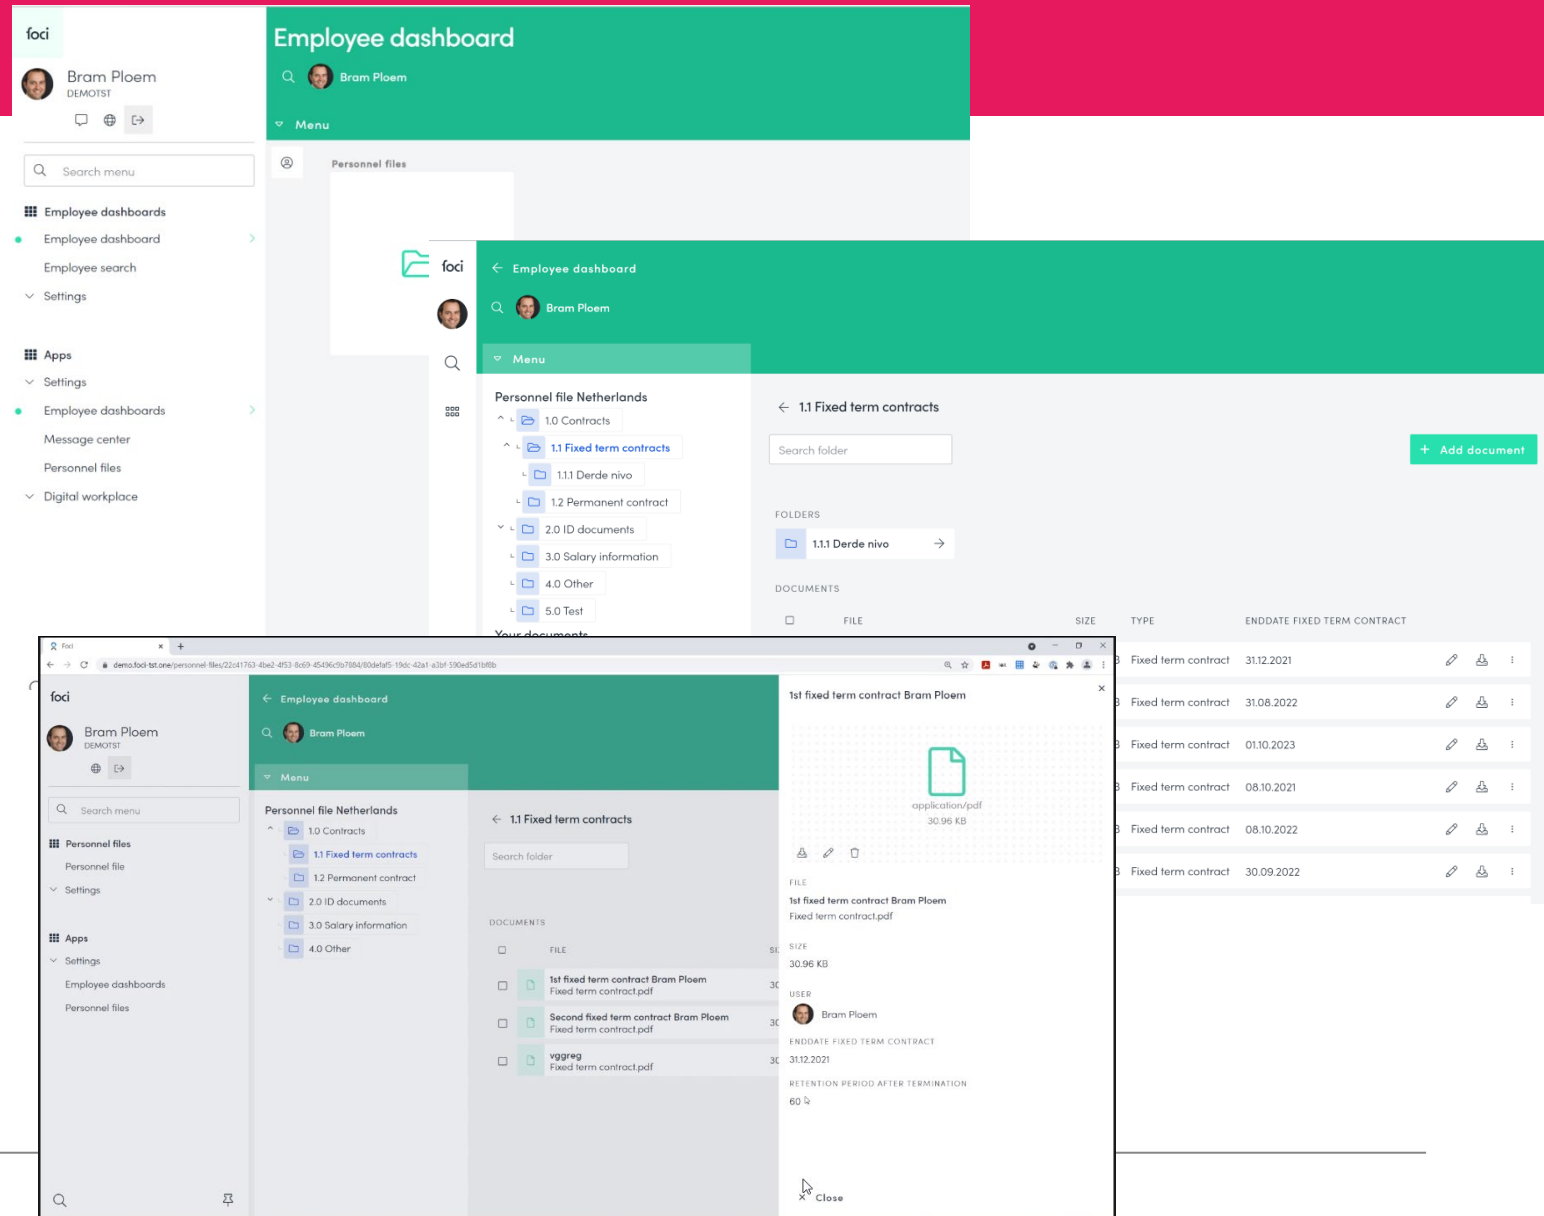 foci
Bram Ploem
DEMOTST
Search menu
Employee dashboards
Employee dashboard
Employee search
Settings
Apps
Settings
Employee dashboards
Message center
Personnel files
Digital workplace
Employee dashboard
Bram Ploem
Menu
Personnel files
foci
Employee dashboard
Bram Ploem
Menu
Personnel file Netherlands
1.0 Contracts
1.1 Fixed term contracts
1.1.1 Derde nivo
1.2 Permanent contract
2.0 ID documents
3.0 Salary information
4.0 Other
5.0 Test
Your documents
1.1 Fixed term contracts
Search folder
+ Add document
FOLDERS
1.1.1 Derde nivo
DOCUMENTS
FILE SIZE TYPE ENDDATE FIXED TERM CONTRACT
Fixed term contract 31.12.2021
Fixed term contract 31.08.2022
Fixed term contract 01.10.2023
Fixed term contract 08.10.2021
Fixed term contract 08.10.2022
Fixed term contract 30.09.2022
Foci
foci
Bram Ploem
DEMOTST
Search menu
Personnel files
Personnel file
Settings
Apps
Settings
Employee dashboards
Personnel files
Employee dashboard
Bram Ploem
Menu
Personnel file Netherlands
1.0 Contracts
1.1 Fixed term contracts
1.2 Permanent contract
2.0 ID documents
3.0 Salary information
4.0 Other
1.1 Fixed term contracts
Search folder
DOCUMENTS
FILE
1st fixed term contract Bram Ploem
Fixed term contract.pdf
Second fixed term contract Bram Ploem
Fixed term contract.pdf
vggreg
Fixed term contract.pdf
1st fixed term contract Bram Ploem
application/pdf
30.96 KB
FILE
1st fixed term contract Bram Ploem
Fixed term contract.pdf
SIZE
30.96 KB
USER
Bram Ploem
ENDDATE FIXED TERM CONTRACT
31.12.2021
RETENTION PERIOD AFTER TERMINATION
60
Close